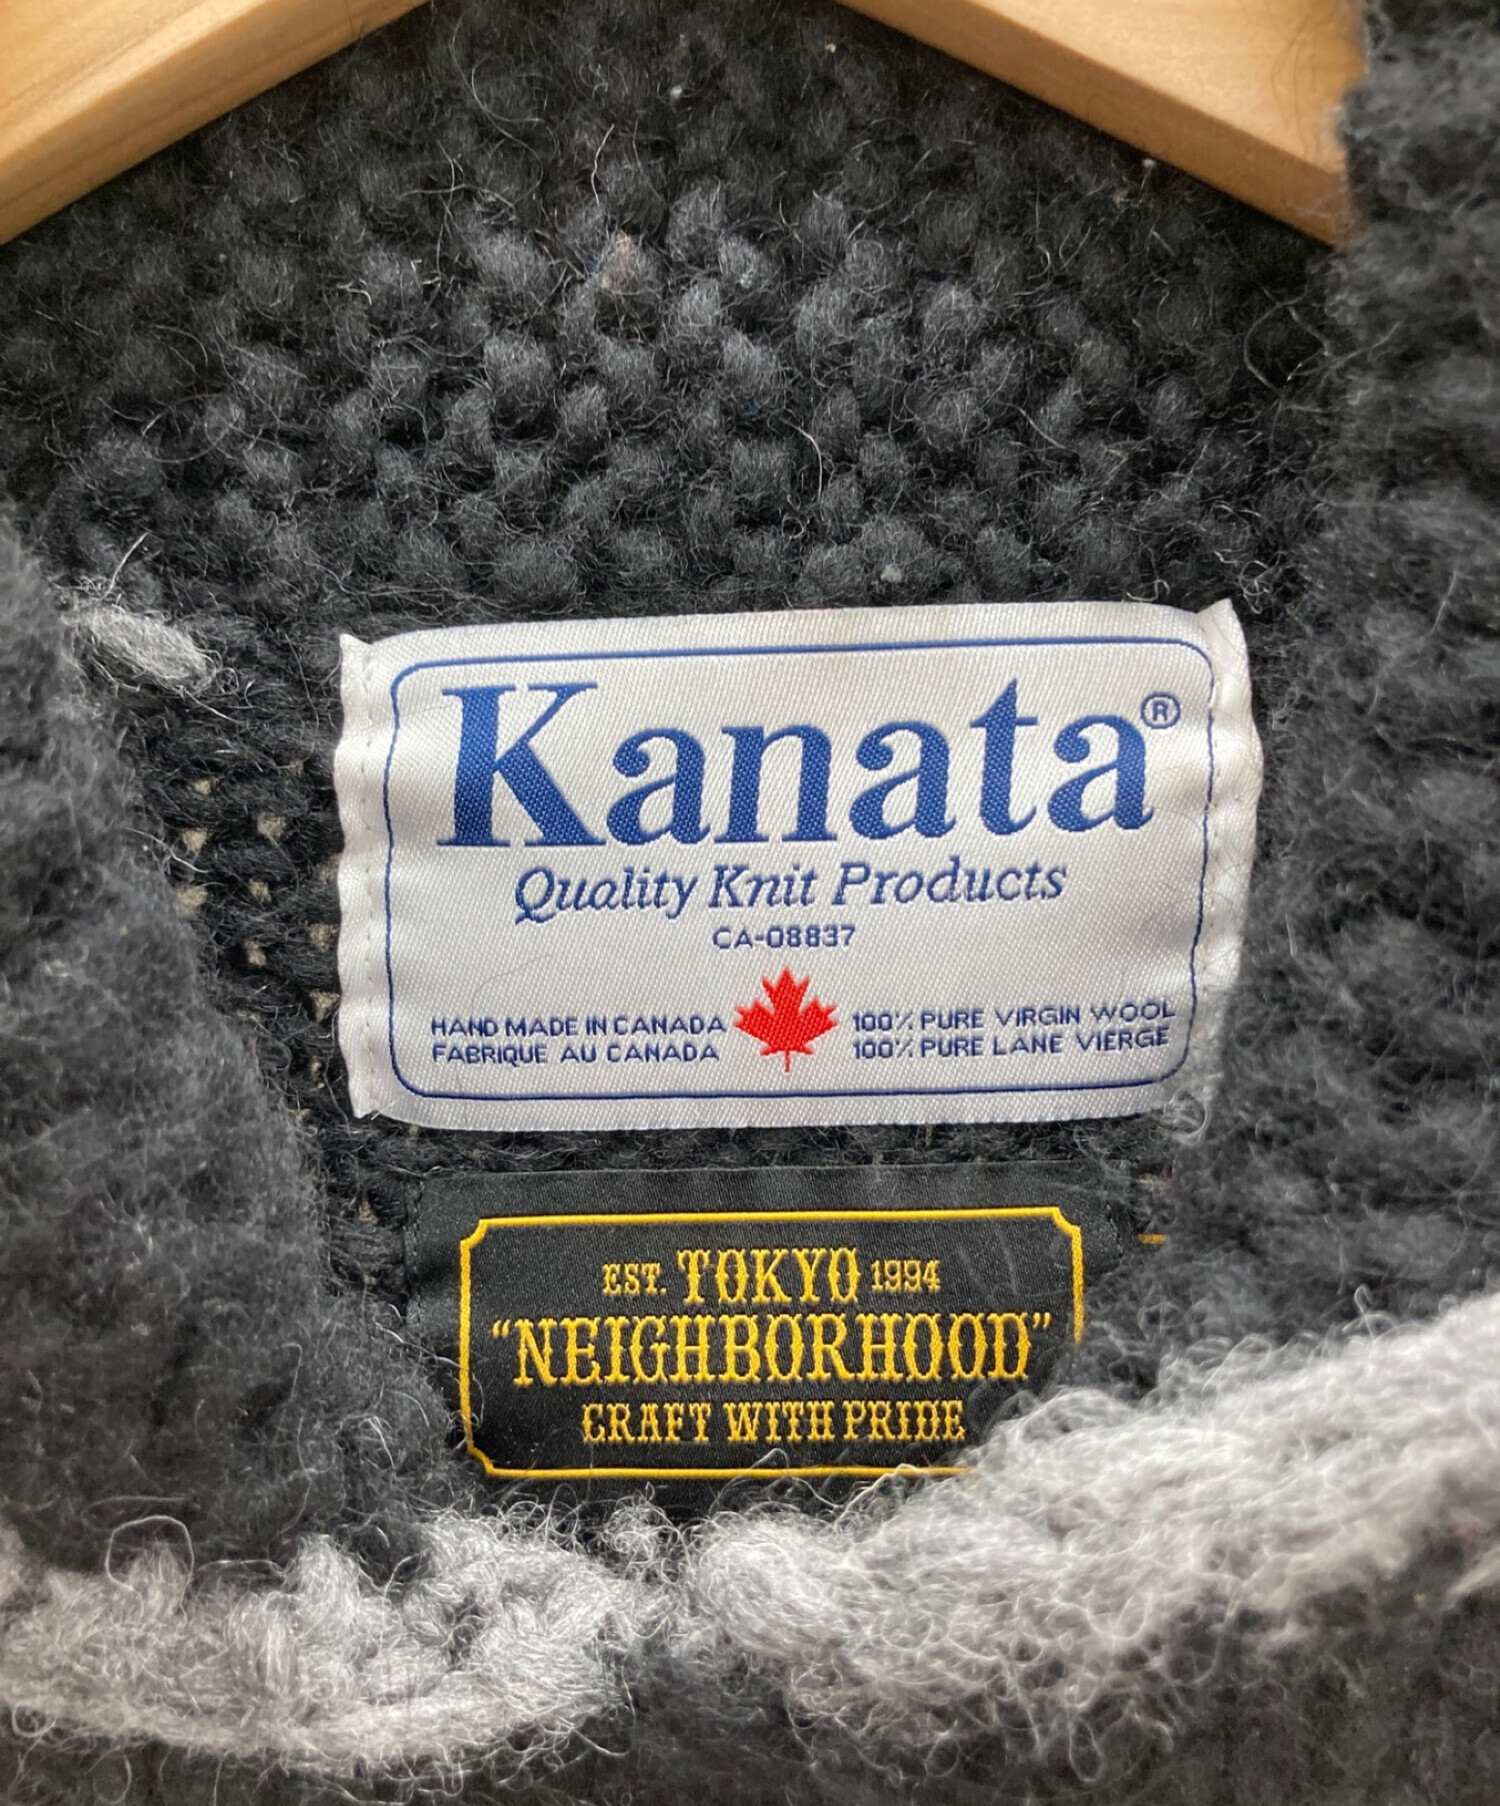 Kanata®
Quality Knit Products
CA-08837
HAND MADE IN CANADA
FABRIQUE AU CANADA
100% PURE VIRGIN WOOL
100% PURE LANE VIERGE
EST. TOKYO 1994
"NEIGHBORHOOD"
CRAFT WITH PRIDE